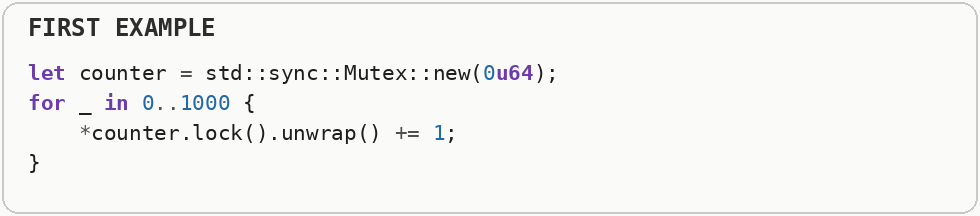 FIRST EXAMPLE
let counter = std::sync::Mutex::new(0u64);
for _ in 0..1000 {
    *counter.lock().unwrap() += 1;
}